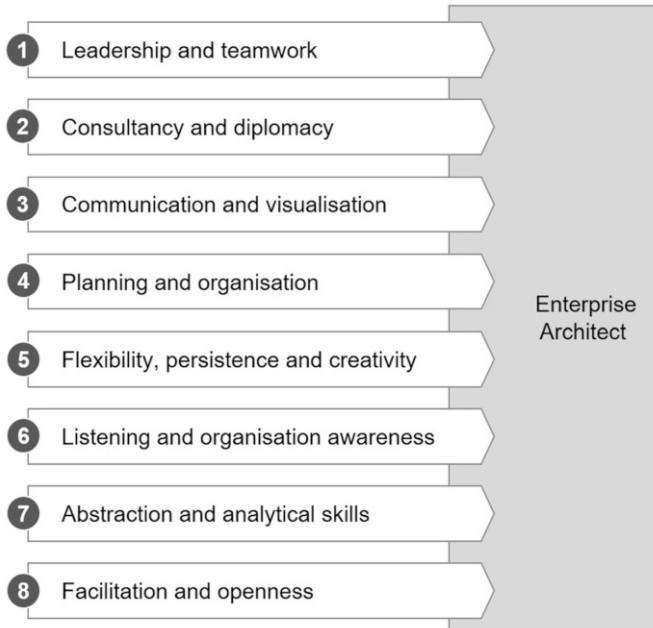 1 Leadership and teamwork
2 Consultancy and diplomacy
3 Communication and visualisation
4 Planning and organisation
5 Flexibility, persistence and creativity
6 Listening and organisation awareness
7 Abstraction and analytical skills
8 Facilitation and openness
Enterprise
Architect